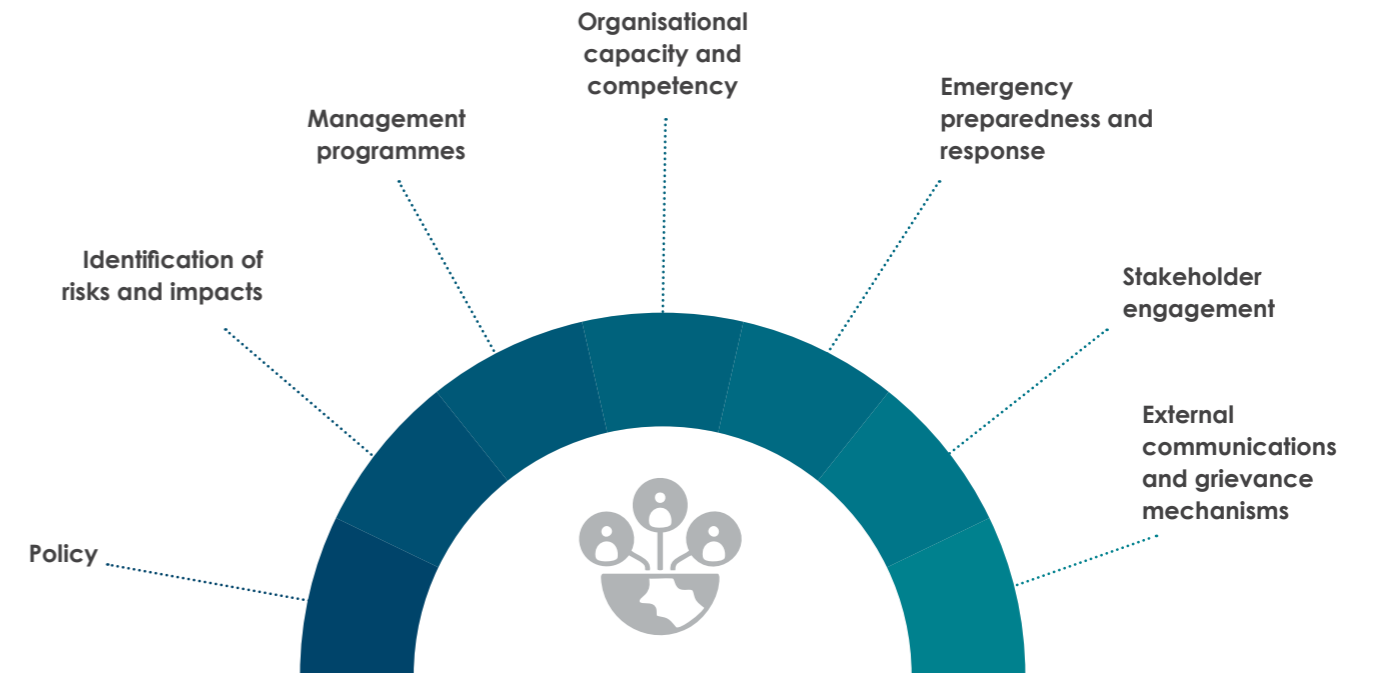 Policy
Identification of
risks and impacts
Management
programmes
Organisational
capacity and
competency
Emergency
preparedness and
response
Stakeholder
engagement
External
communications
and grievance
mechanisms